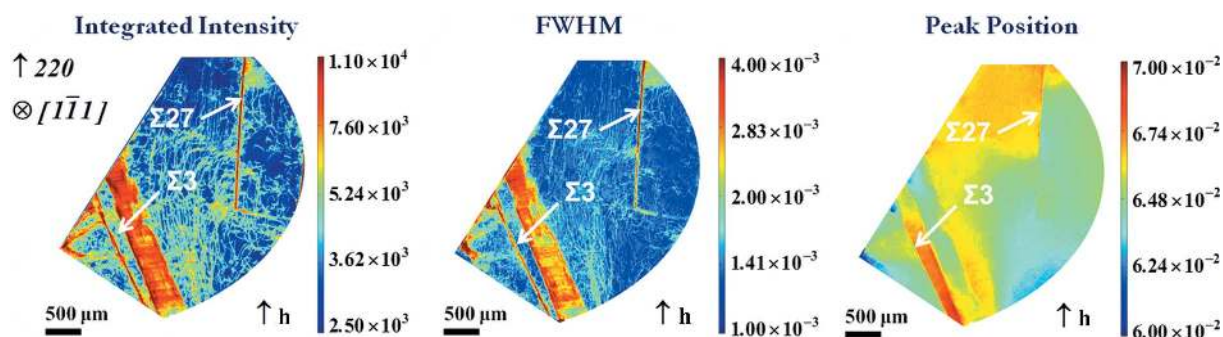 Integrated Intensity
↑ 220
⊗ [1̄11]
Σ27
Σ3
500 μm
↑ h
1.10 × 10⁴
7.60 × 10³
5.24 × 10³
3.62 × 10³
2.50 × 10³
FWHM
Σ27
Σ3
500 μm
↑ h
4.00 × 10⁻³
2.83 × 10⁻³
2.00 × 10⁻³
1.41 × 10⁻³
1.00 × 10⁻³
Peak Position
Σ27
Σ3
500 μm
↑ h
7.00 × 10⁻²
6.74 × 10⁻²
6.48 × 10⁻²
6.24 × 10⁻²
6.00 × 10⁻²